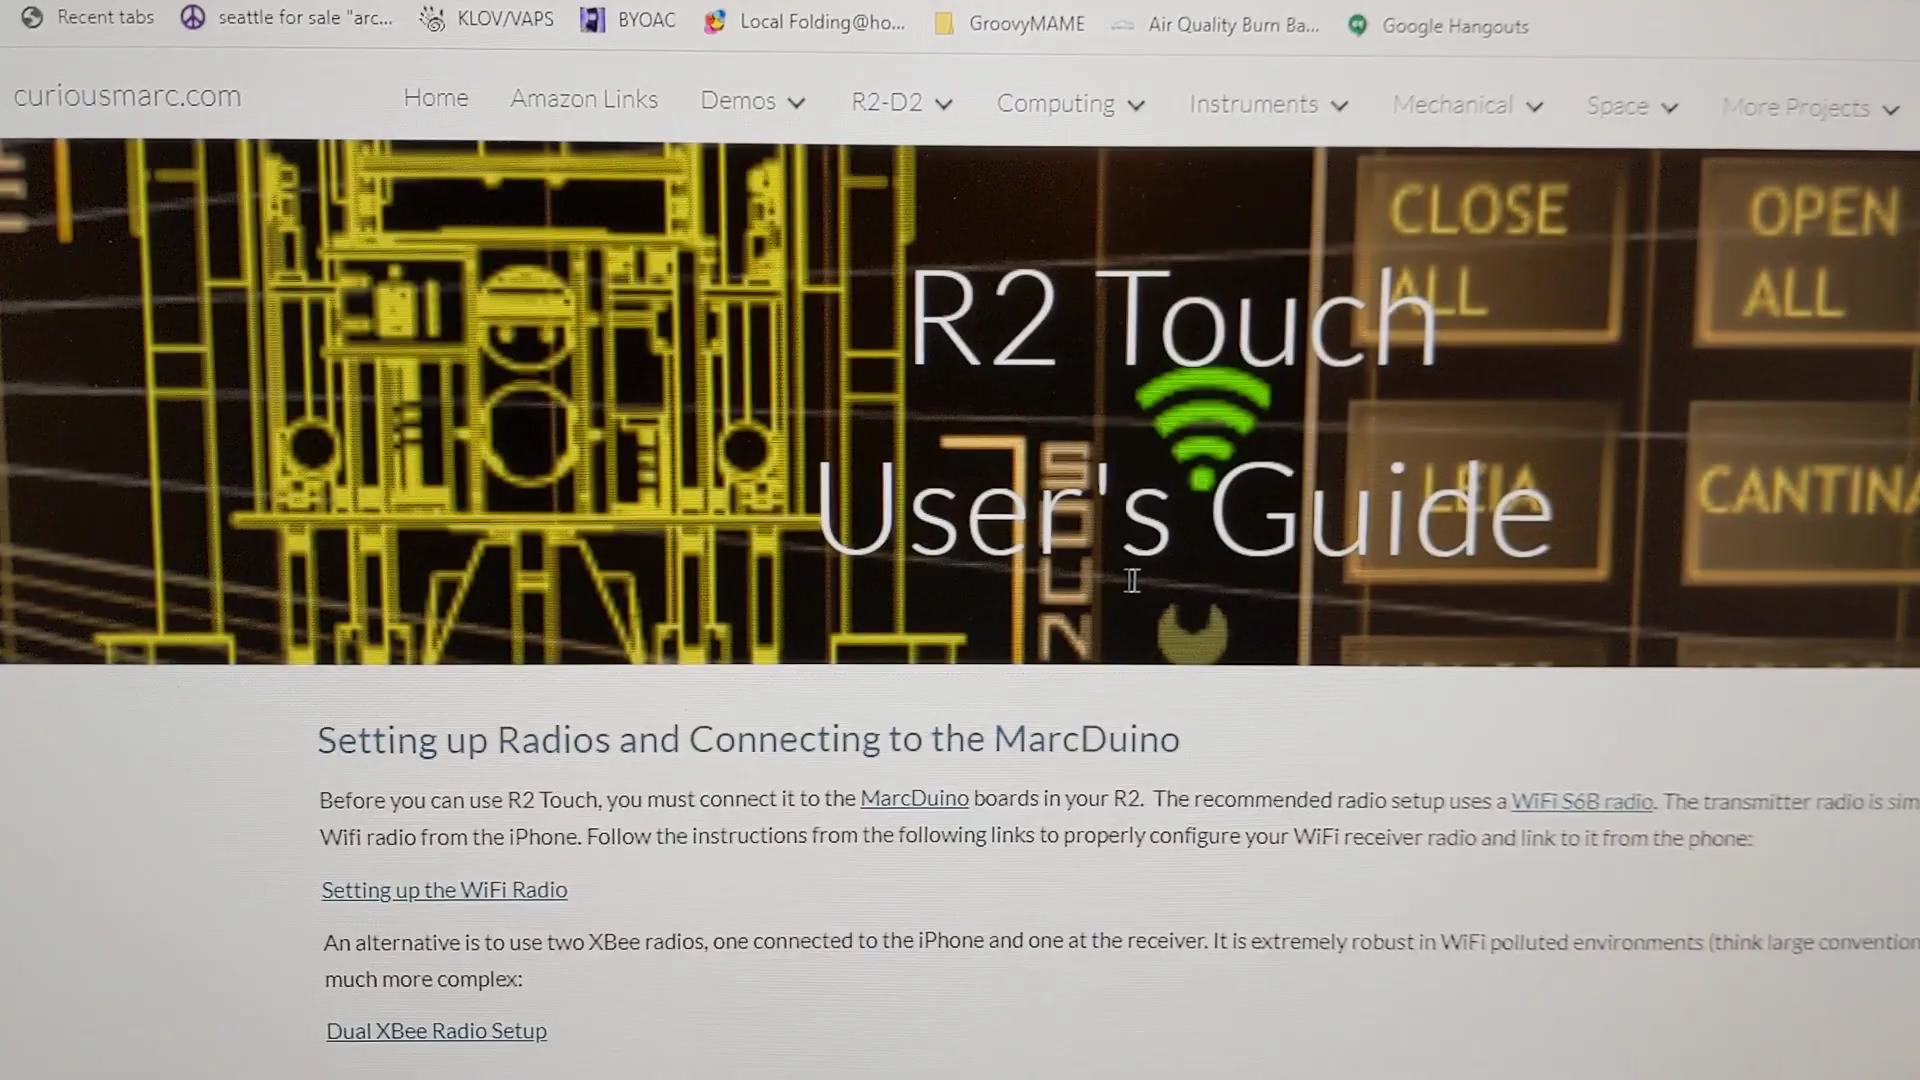 Recent tabs seattle for sale "arc... KLOV/VAPS BYOAC Local Folding@ho... GroovyMAME Air Quality Burn Ba... Google Hangouts
curiousmarc.com Home Amazon Links Demos R2-D2 Computing Instruments Mechanical Space More Projects
CLOSE ALL
OPEN ALL
R2 Touch
User's Guide
LEIA
CANTINA
Setting up Radios and Connecting to the MarcDuino
Before you can use R2 Touch, you must connect it to the MarcDuino boards in your R2. The recommended radio setup uses a WiFi S6B radio. The transmitter radio is sim
Wifi radio from the iPhone. Follow the instructions from the following links to properly configure your WiFi receiver radio and link to it from the phone:
Setting up the WiFi Radio
An alternative is to use two XBee radios, one connected to the iPhone and one at the receiver. It is extremely robust in WiFi polluted environments (think large convention
much more complex:
Dual XBee Radio Setup